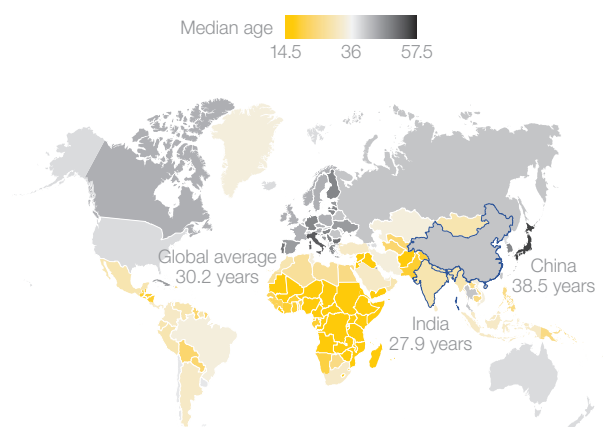 Median age
14.5 36 57.5
Global average
30.2 years
China
38.5 years
India
27.9 years